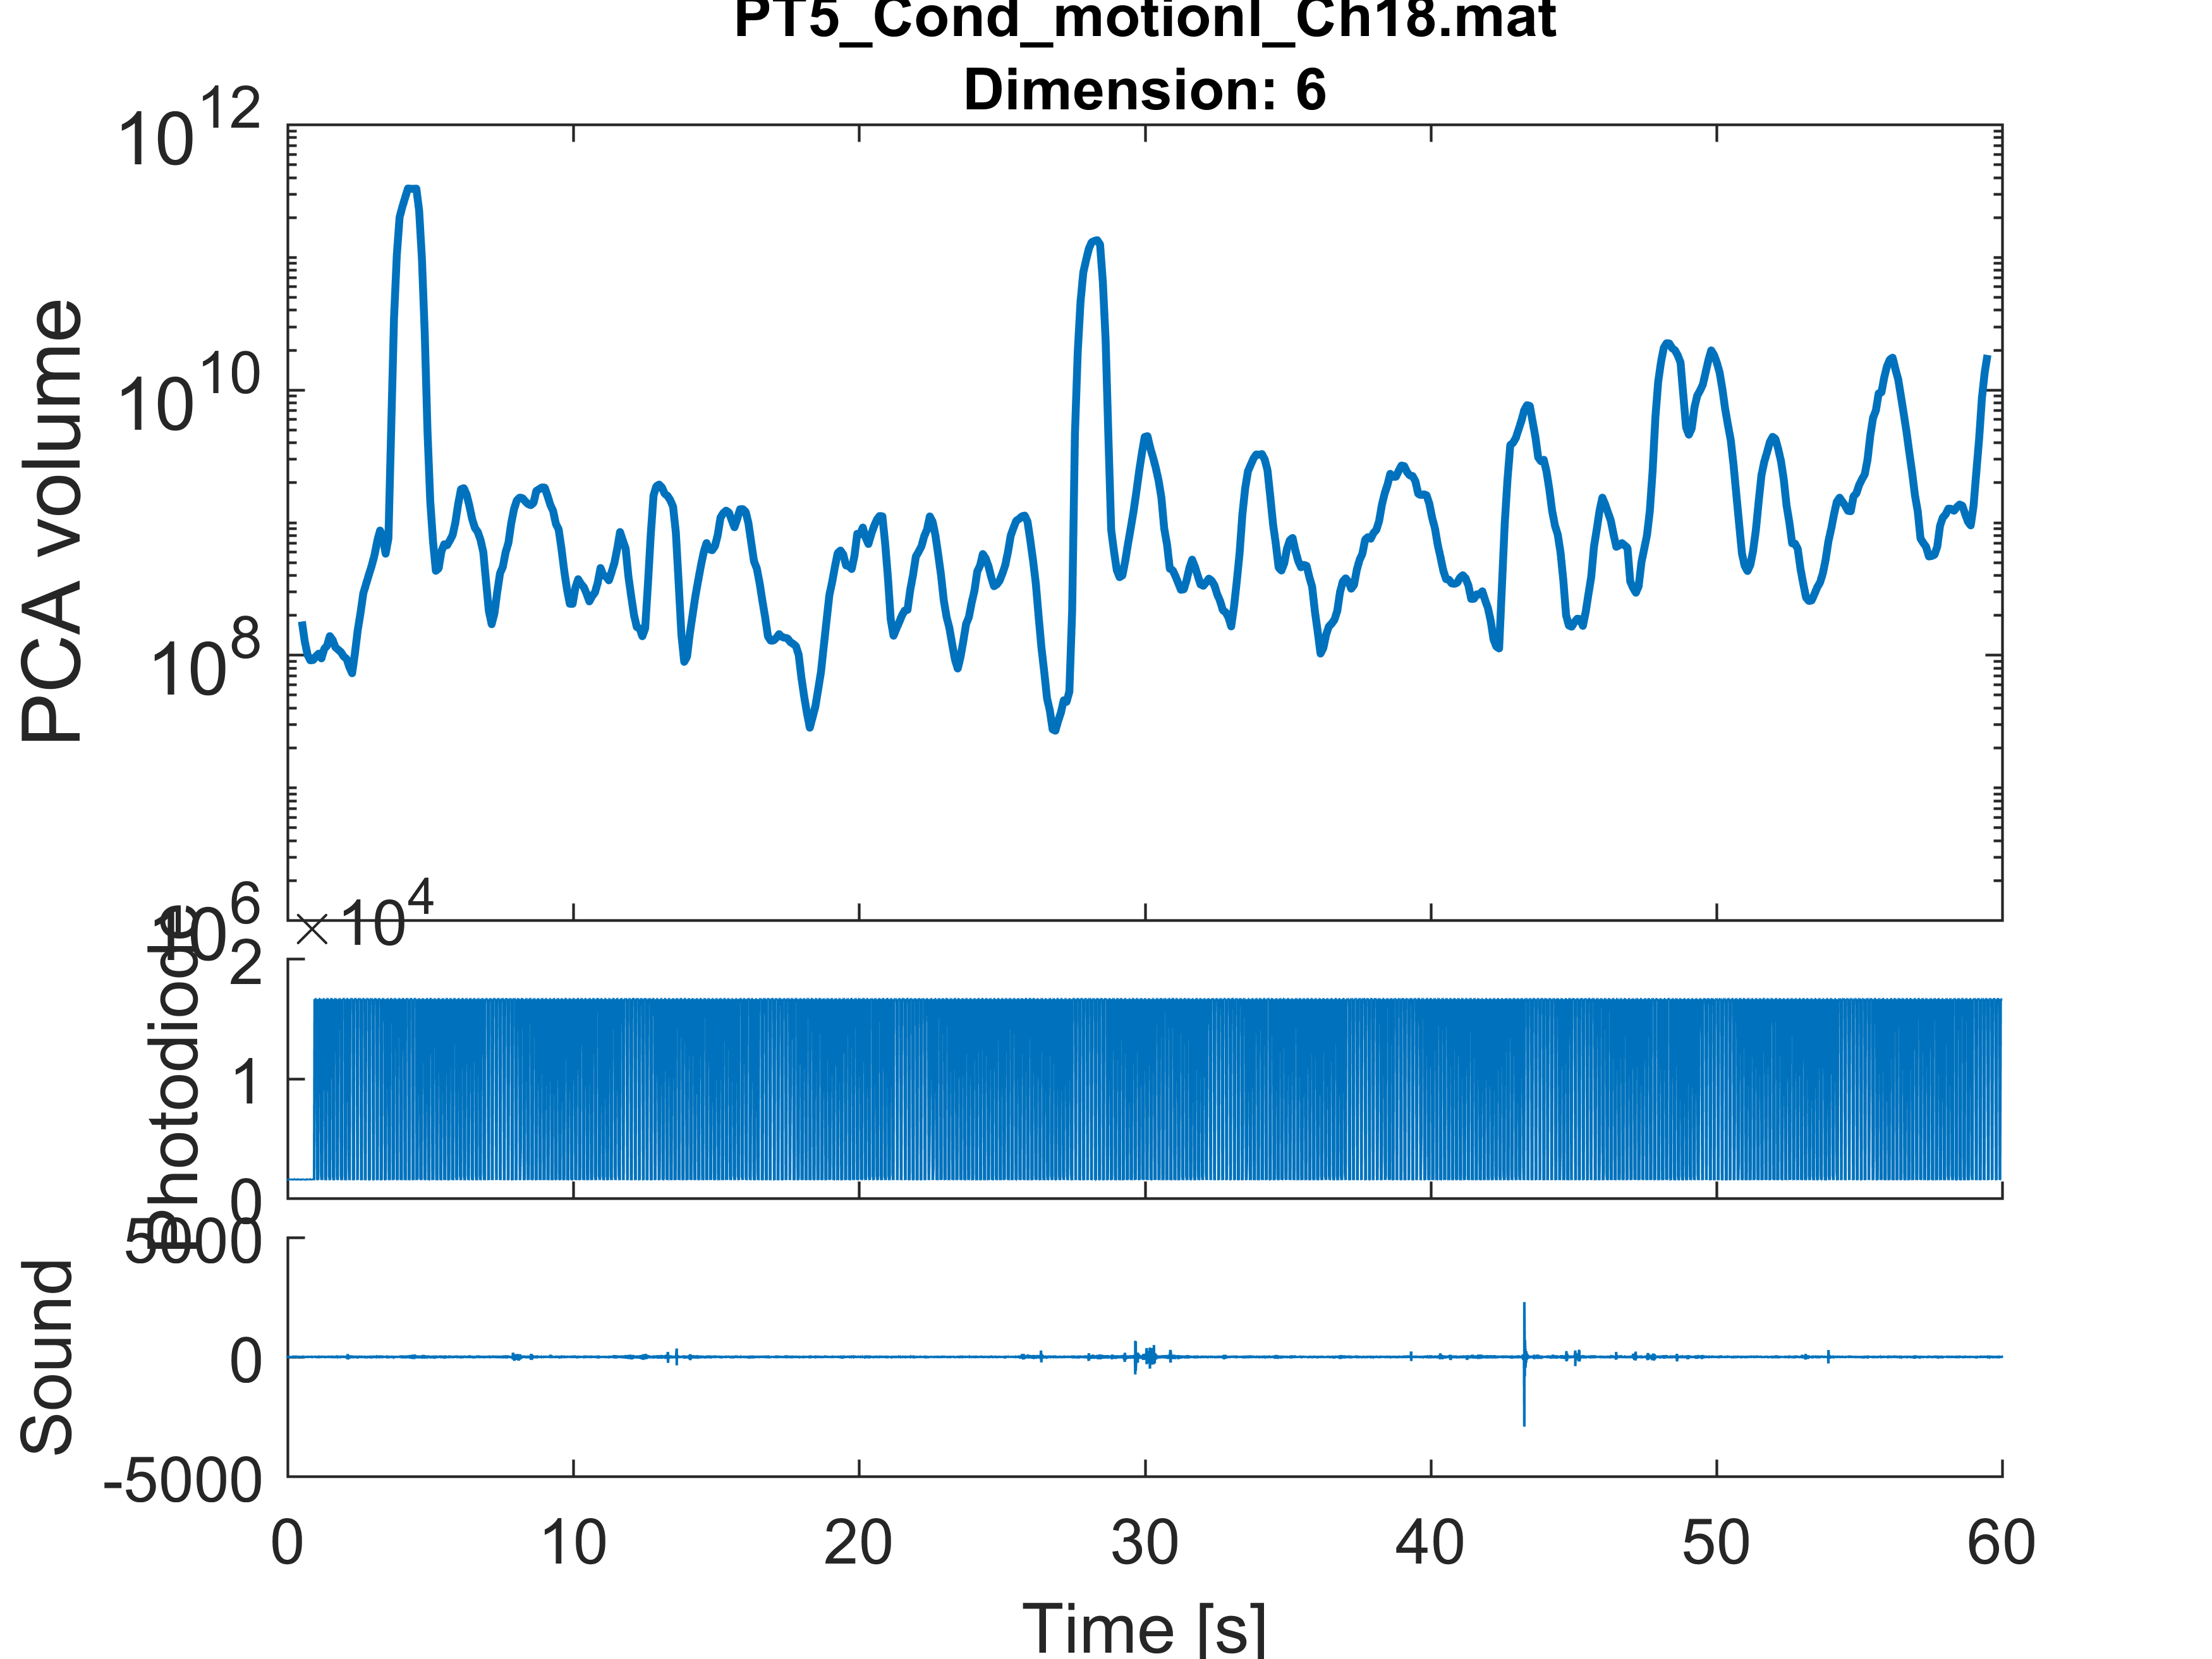 PT5_Cond_motionI_Ch18.mat
Dimension: 6
PCA volume
10^12
10^10
10^8
10^6
×10^4
Photodiode
2
1
0
Sound
5000
0
-5000
0 10 20 30 40 50 60
Time [s]